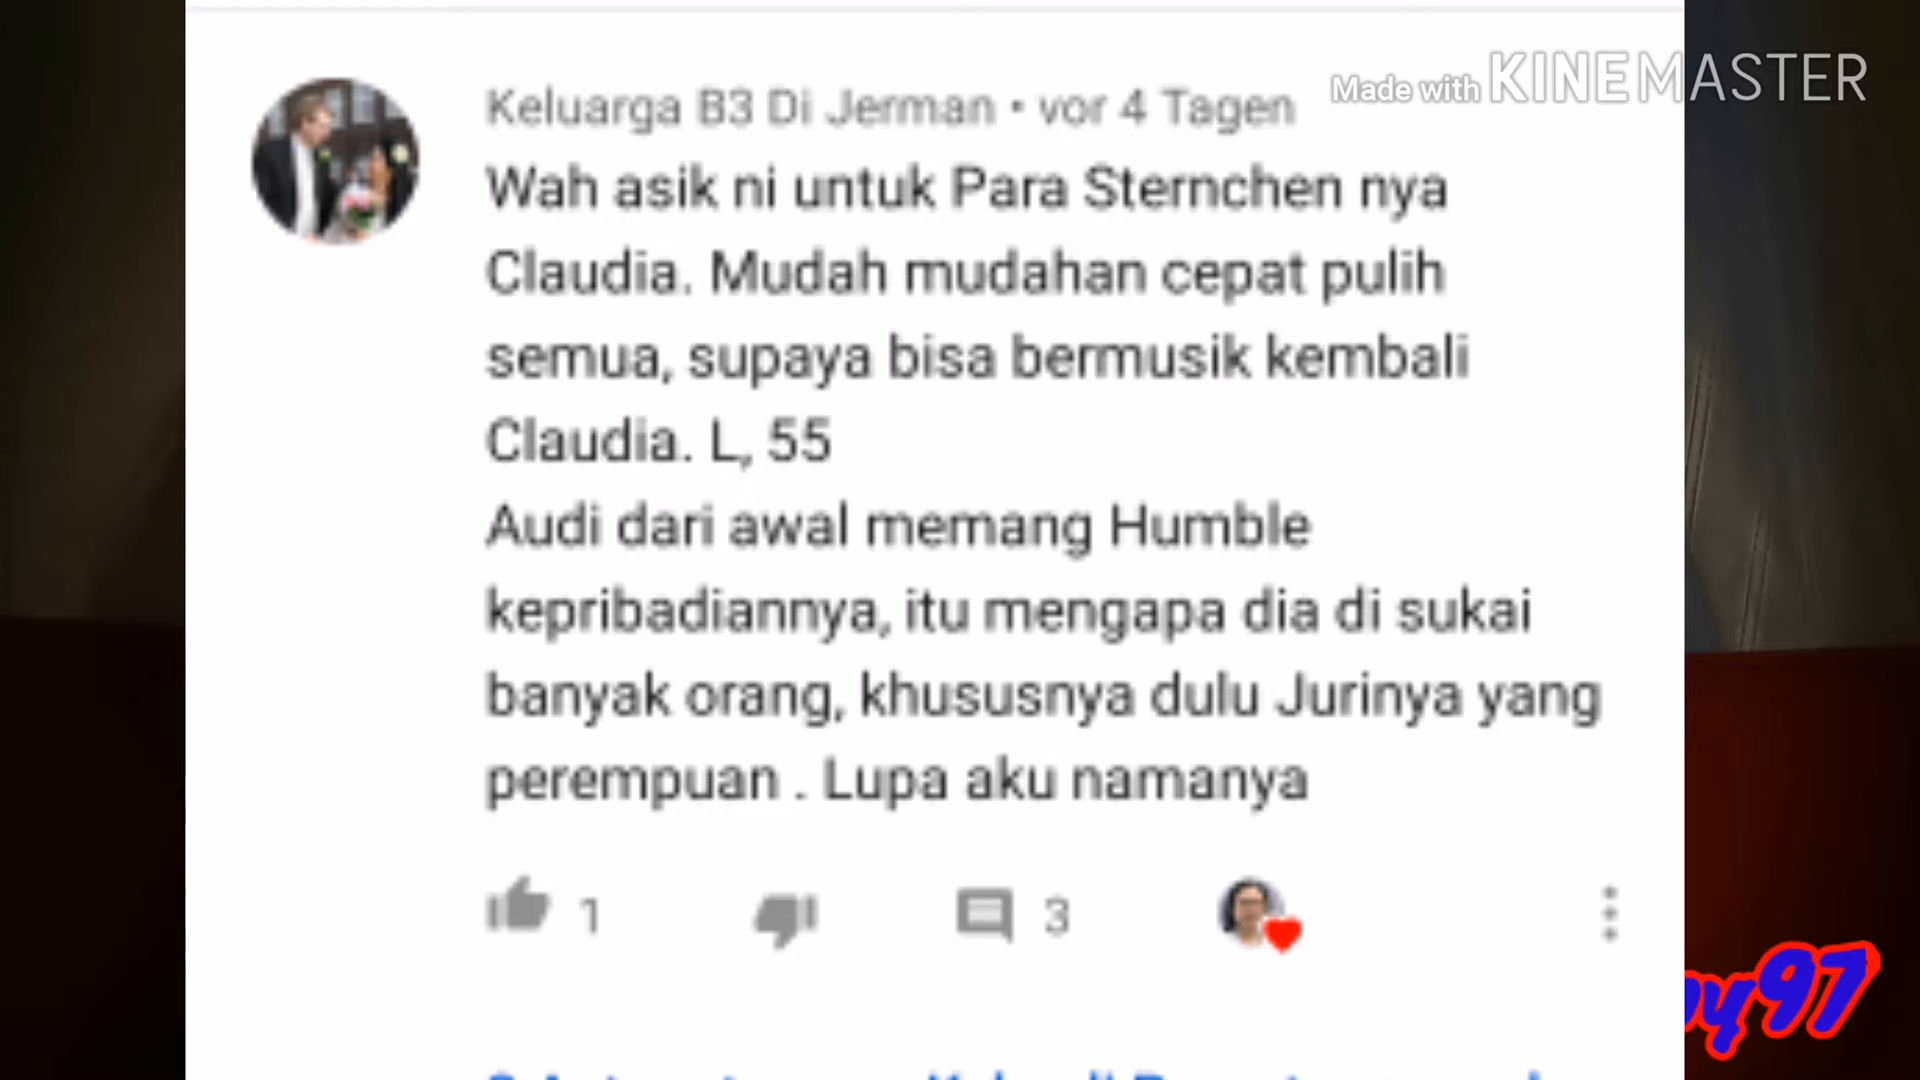 Made with KINEMASTER
Keluarga B3 Di Jerman • vor 4 Tagen
Wah asik ni untuk Para Sternchen nya
Claudia. Mudah mudahan cepat pulih
semua, supaya bisa bermusik kembali
Claudia. L, 55
Audi dari awal memang Humble
kepribadiannya, itu mengapa dia di sukai
banyak orang, khususnya dulu Jurinya yang
perempuan . Lupa aku namanya
1 3
y97